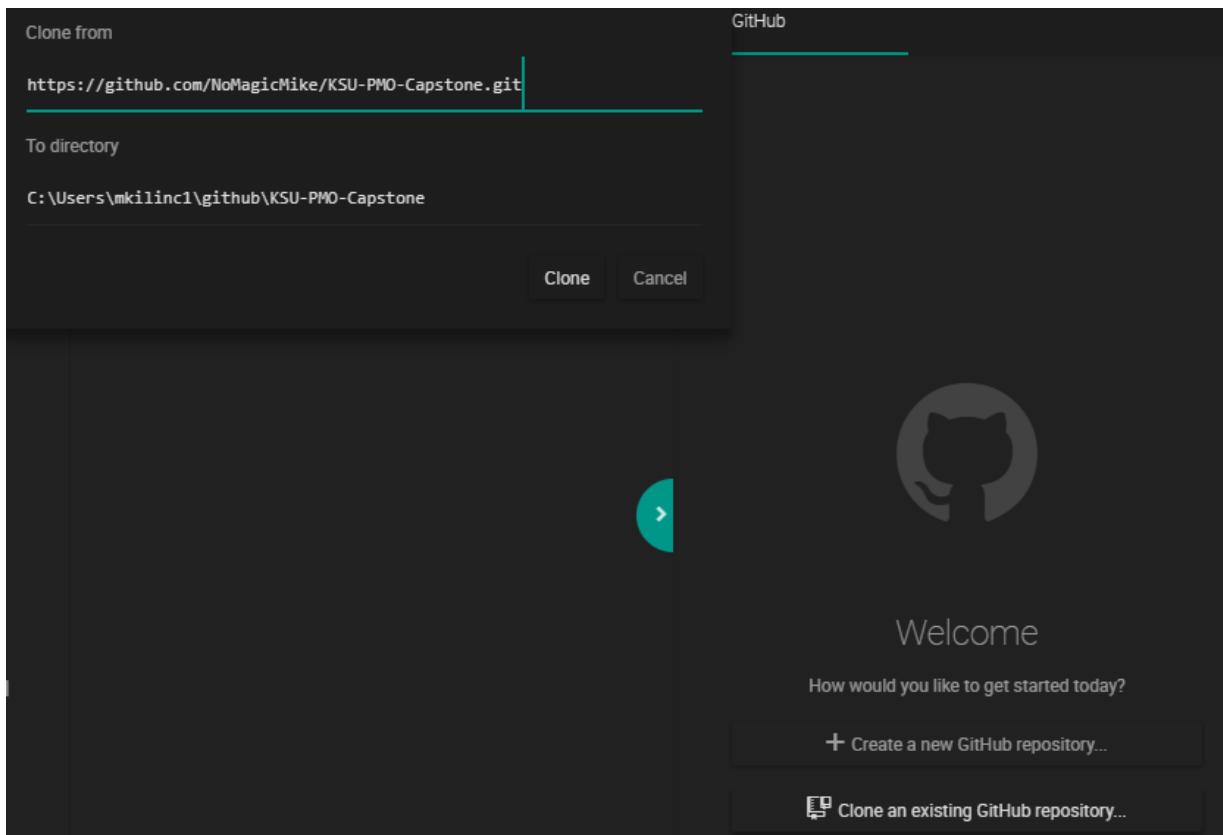 Clone from
https://github.com/NoMagicMike/KSU-PMO-Capstone.git
To directory
C:\Users\mkilinc1\github\KSU-PMO-Capstone
Clone
Cancel
GitHub
Welcome
How would you like to get started today?
+ Create a new GitHub repository...
Clone an existing GitHub repository...